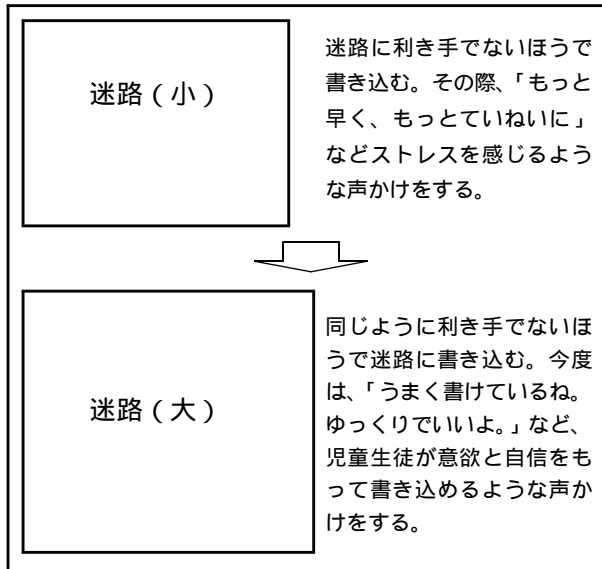 迷路（小）
迷路に利き手でないほうで
書き込む。その際、「もっと
早く、もっとていねいに」
などストレスを感じるよう
な声かけをする。
迷路（大）
同じように利き手でないほ
うで迷路に書き込む。今度
は、「うまく書けているね。
ゆっくりでいいよ。」など、
児童生徒が意欲と自信をも
って書き込めるような声か
けをする。